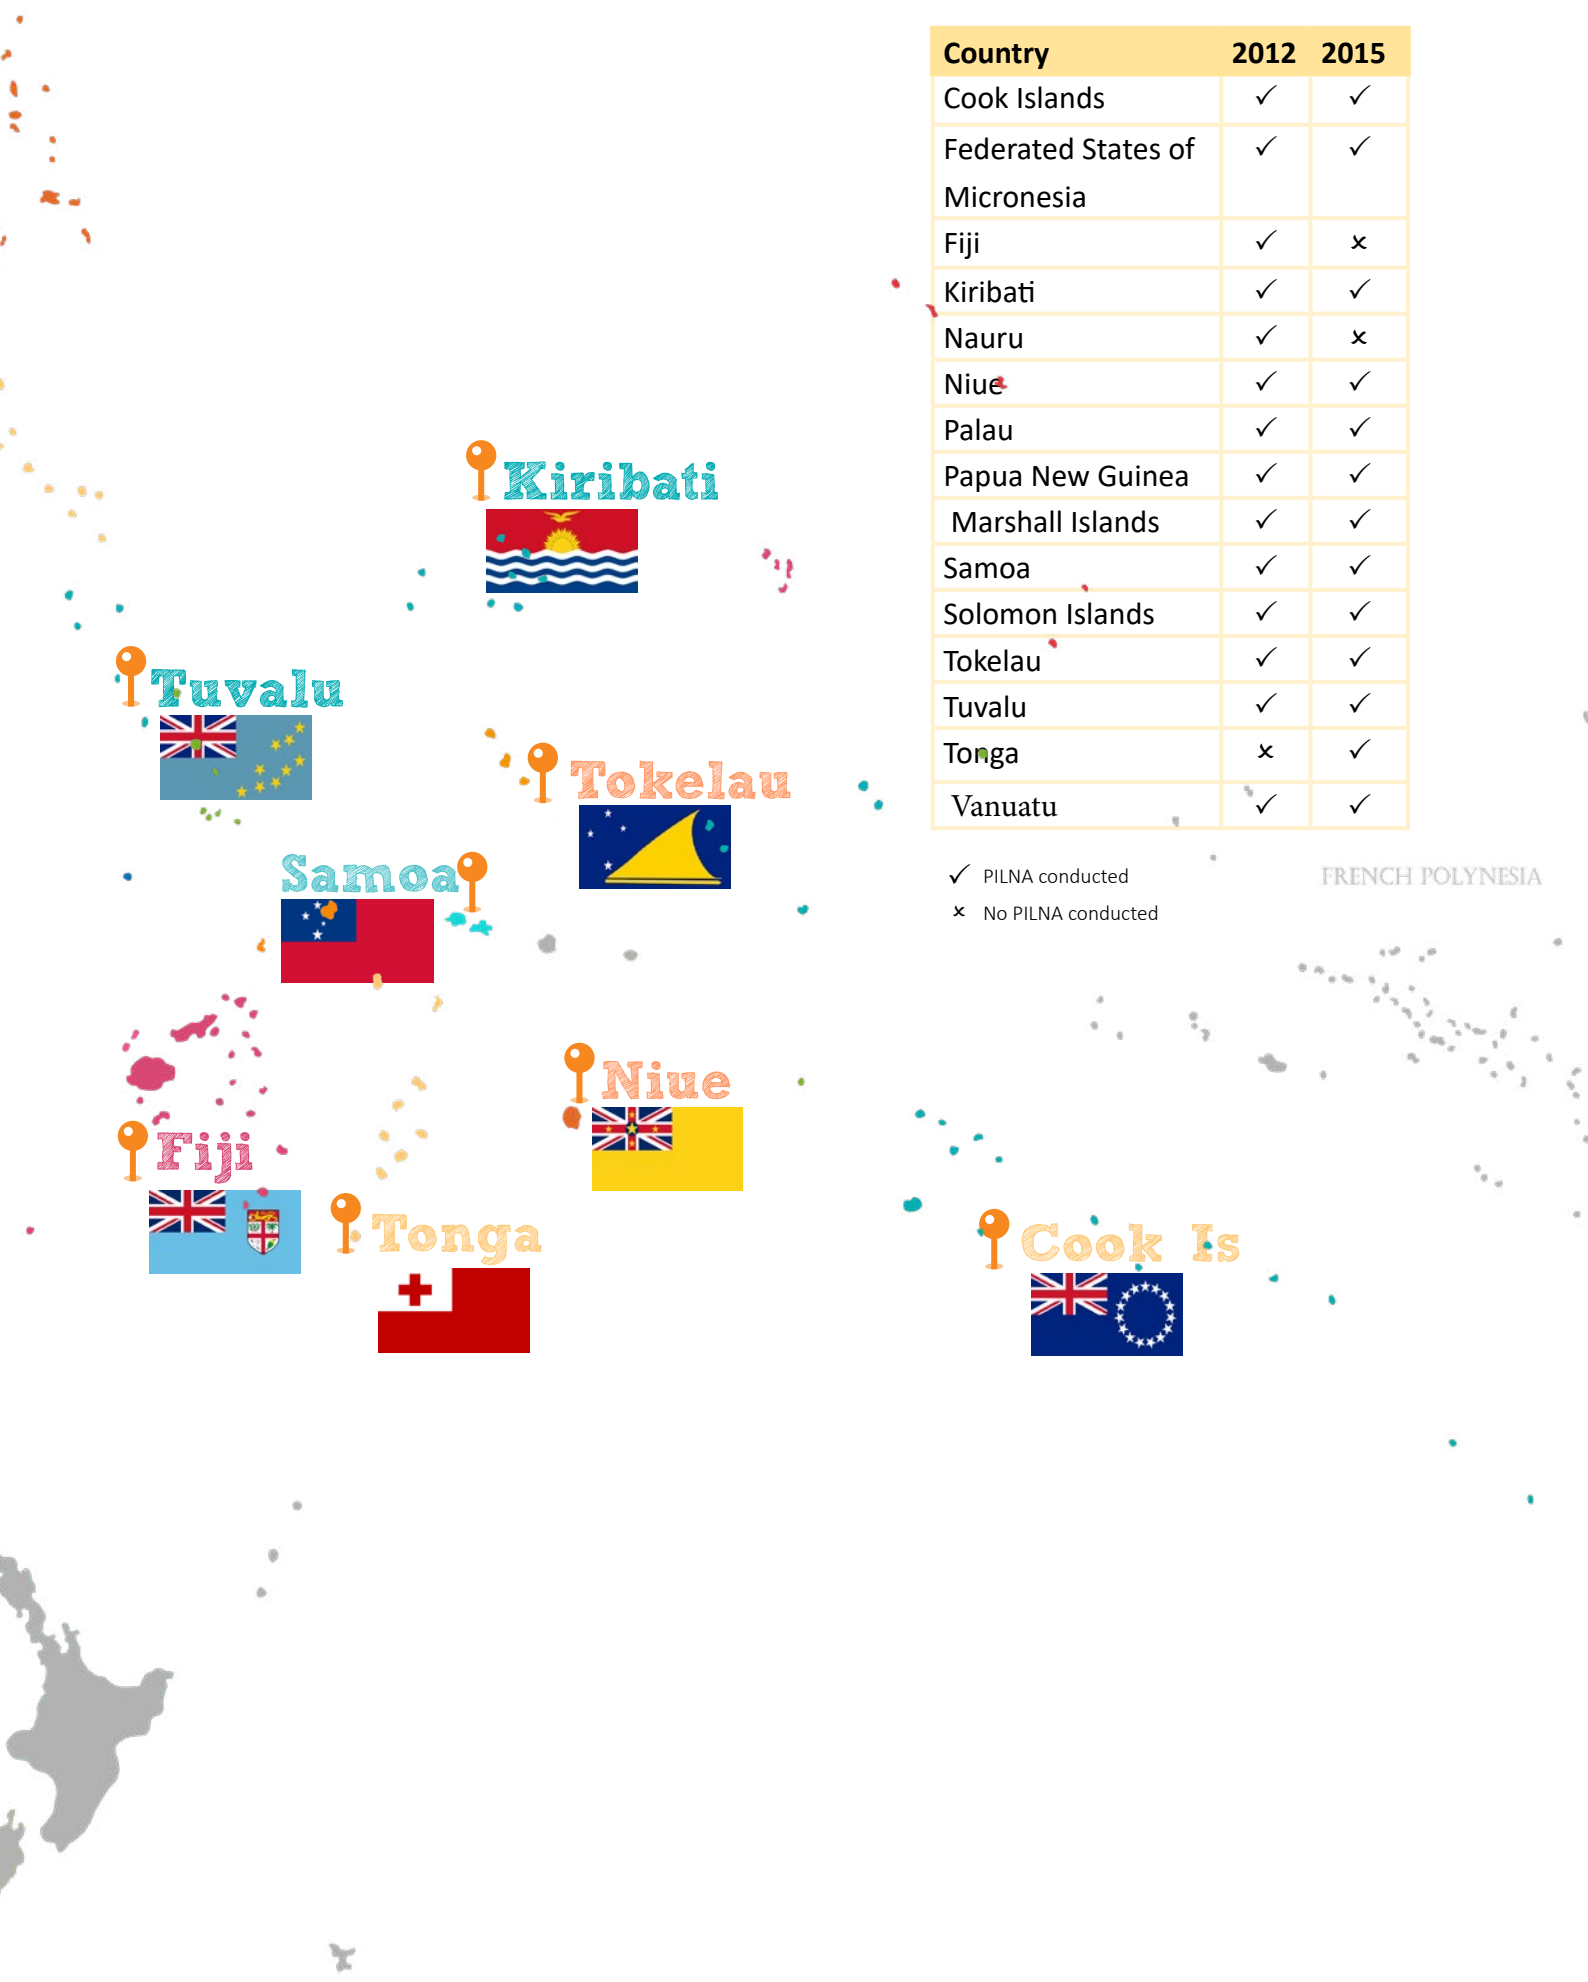 Country 2012 2015
Cook Islands ✓ ✓
Federated States of ✓ ✓
Micronesia
Fiji ✓ ×
Kiribati ✓ ✓
Nauru ✓ ×
Niue ✓ ✓
Palau ✓ ✓
Papua New Guinea ✓ ✓
Marshall Islands ✓ ✓
Samoa ✓ ✓
Solomon Islands ✓ ✓
Tokelau ✓ ✓
Tuvalu ✓ ✓
Tonga × ✓
Vanuatu ✓ ✓
✓ PILNA conducted
× No PILNA conducted
FRENCH POLYNESIA
Kiribati
Tuvalu
Tokelau
Samoa
Niue
Fiji
Tonga
Cook Is